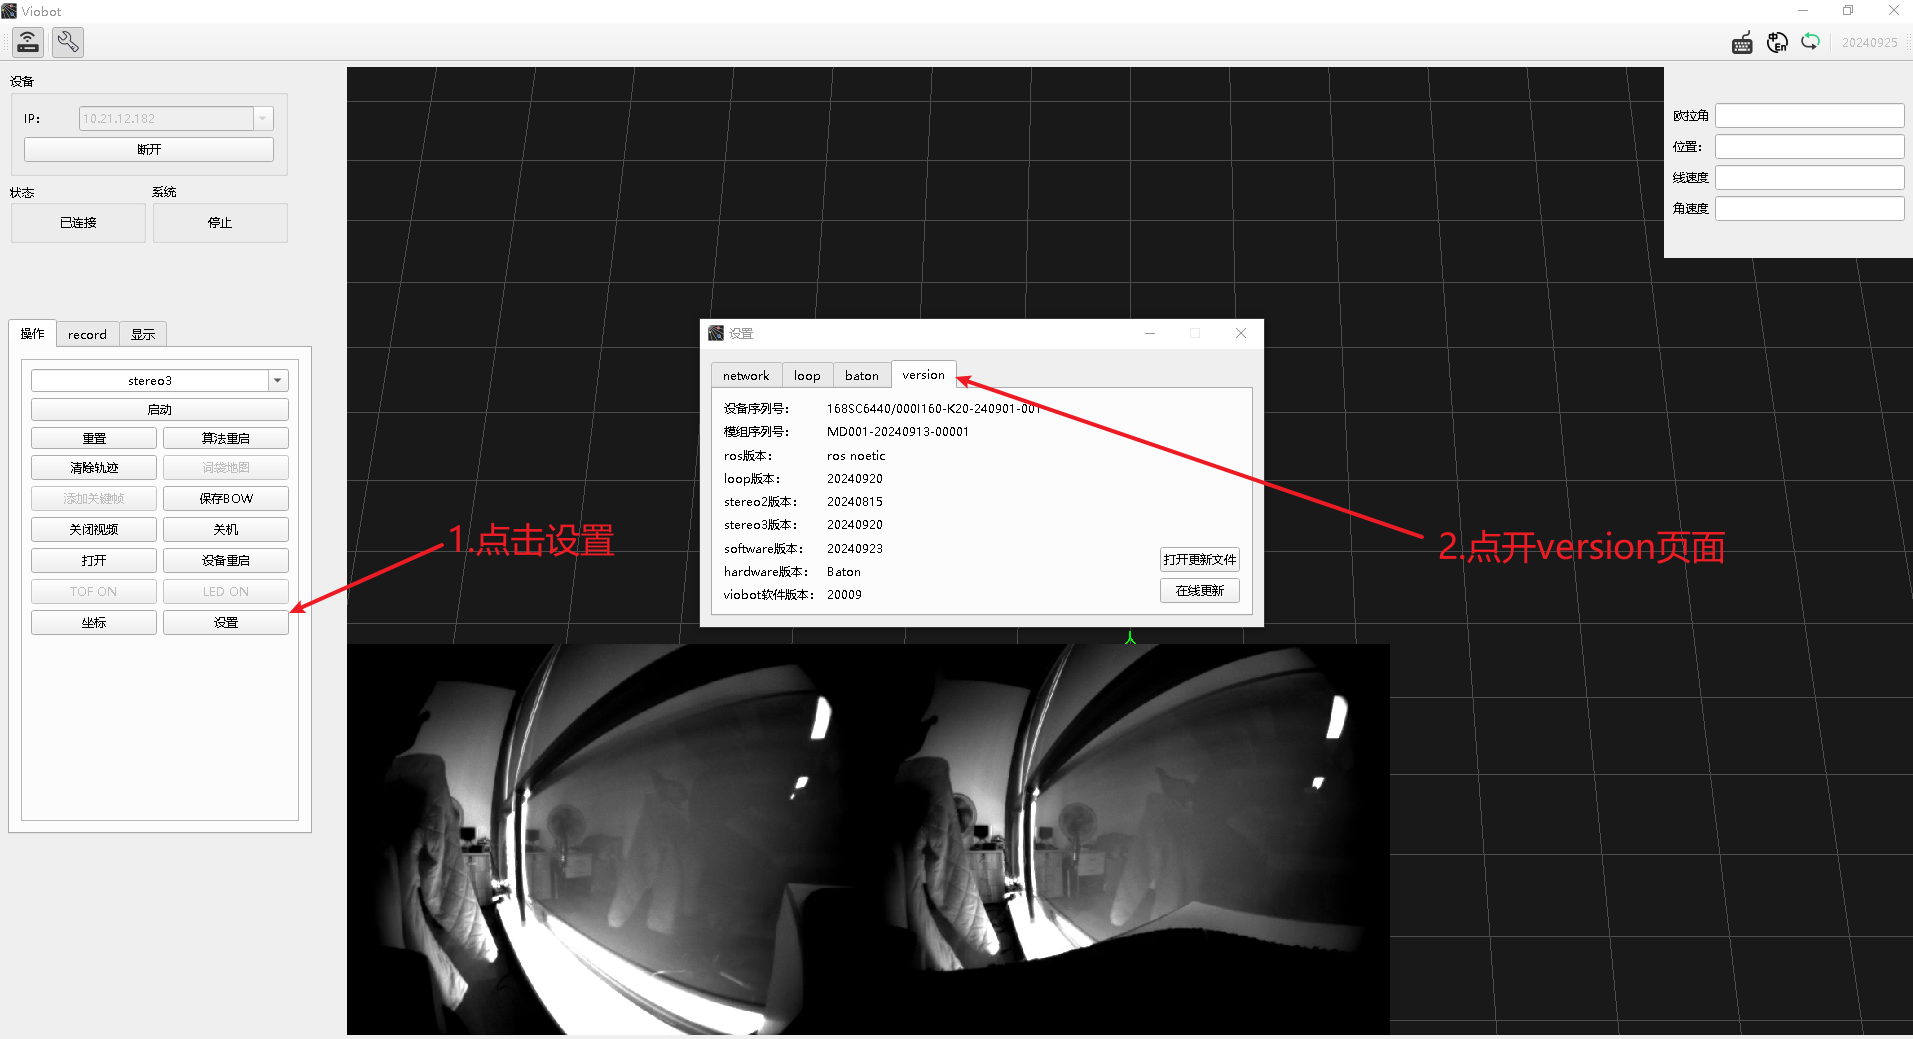 Viobot
20240925
设备
IP: 10.21.12.182
断开
状态 系统
已连接 停止
操作 record 显示
stereo3
启动
重置 算法重启
清除轨迹 词袋地图
添加关键帧 保存BOW
关闭视频 关机
打开 设备重启
TOF ON LED ON
坐标 设置
1.点击设置
设置
network loop baton version
设备序列号: 168SC6440/000I160-K20-240901-001
模组序列号: MD001-20240913-00001
ros版本: ros noetic
loop版本: 20240920
stereo2版本: 20240815
stereo3版本: 20240920
software版本: 20240923
hardware版本: Baton
viobot软件版本: 20009
打开更新文件
在线更新
2.点开version页面
欧拉角
位置:
线速度
角速度